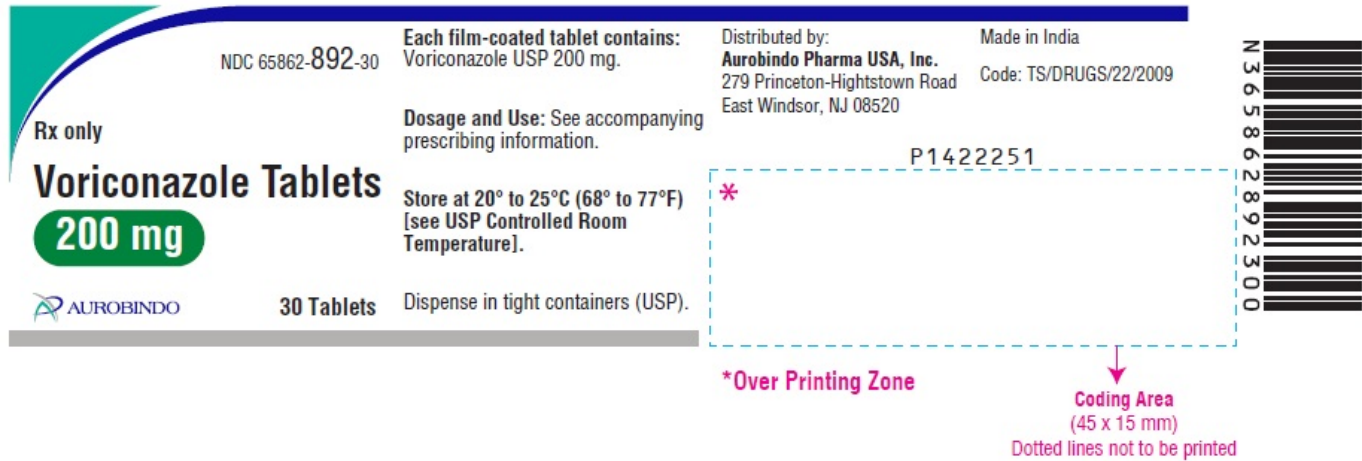 NDC 65862-892-30
Rx only
Voriconazole Tablets
200 mg
AUROBINDO
30 Tablets
Each film-coated tablet contains:
Voriconazole USP 200 mg.
Dosage and Use: See accompanying
prescribing information.
Store at 20° to 25°C (68° to 77°F)
[see USP Controlled Room
Temperature].
Dispense in tight containers (USP).
Distributed by:
Aurobindo Pharma USA, Inc.
279 Princeton-Hightstown Road
East Windsor, NJ 08520
Made in India
Code: TS/DRUGS/22/2009
P1422251
*
*Over Printing Zone
Coding Area
(45 x 15 mm)
Dotted lines not to be printed
N3658628923​00